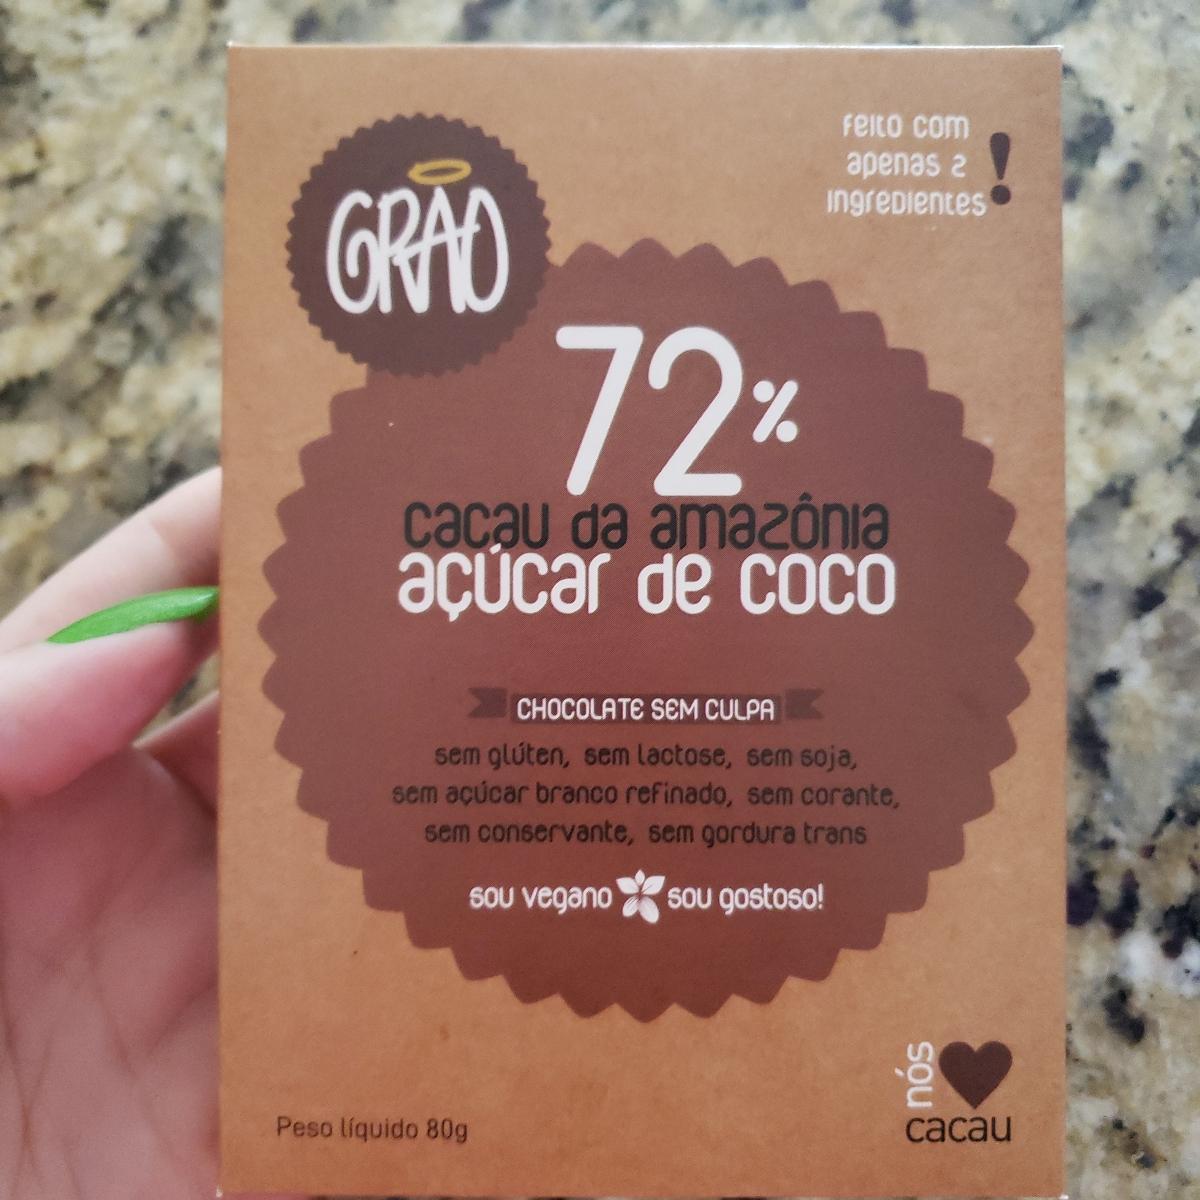 GRAO
feito com
apenas 2
ingredientes!
72%
cacau da amazônia
açúcar de coco
CHOCOLATE SEM CULPA
sem glúten, sem lactose, sem soja,
sem açúcar branco refinado, sem corante,
sem conservante, sem gordura trans
sou vegano sou gostoso!
nós
cacau
Peso líquido 80g